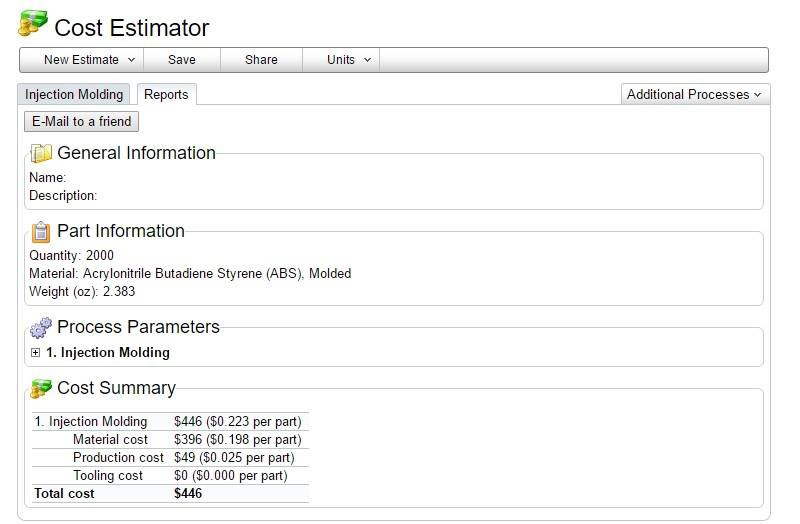 Cost Estimator
New Estimate Save Share Units
Injection Molding Reports Additional Processes
E-Mail to a friend
General Information
Name:
Description:
Part Information
Quantity: 2000
Material: Acrylonitrile Butadiene Styrene (ABS), Molded
Weight (oz): 2.383
Process Parameters
1. Injection Molding
Cost Summary
1. Injection Molding $446 ($0.223 per part)
Material cost $396 ($0.198 per part)
Production cost $49 ($0.025 per part)
Tooling cost $0 ($0.000 per part)
Total cost $446